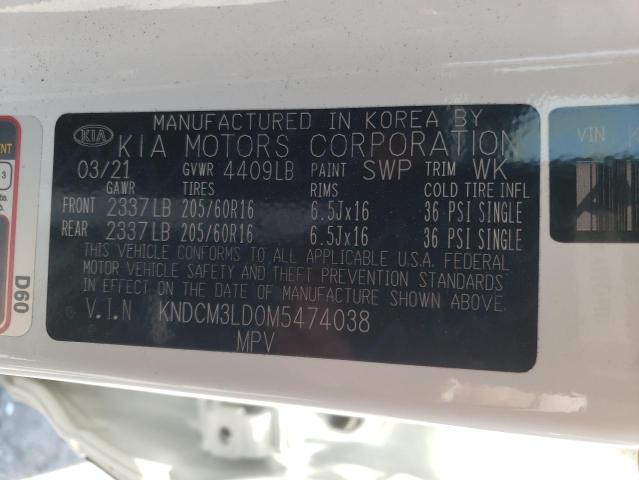 MANUFACTURED IN KOREA BY
KIA KIA MOTORS CORPORATION
03/21 GVWR 4409LB PAINT SWP TRIM WK
GAWR TIRES RIMS COLD TIRE INFL
FRONT 2337LB 205/60R16 6.5Jx16 36 PSI SINGLE
REAR 2337LB 205/60R16 6.5Jx16 36 PSI SINGLE
THIS VEHICLE CONFORMS TO ALL APPLICABLE U.S.A. FEDERAL
MOTOR VEHICLE SAFETY AND THEFT PREVENTION STANDARDS
IN EFFECT ON THE DATE OF MANUFACTURE SHOWN ABOVE.
V.I.N KNDCM3LD0M5474038
MPV
D60
3
VIN